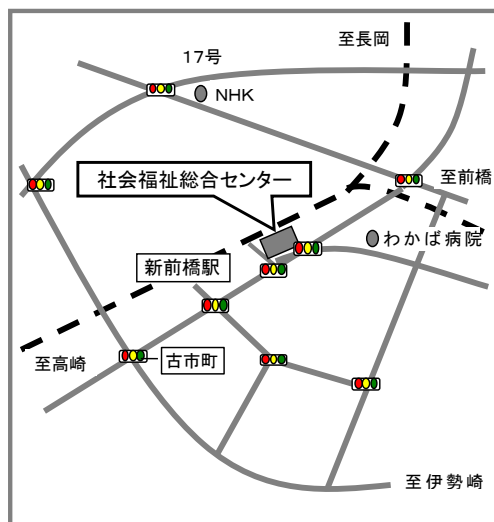 至長岡
17号
NHK
社会福祉総合センター
至前橋
わかば病院
新前橋駅
至高崎
古市町
至伊勢崎